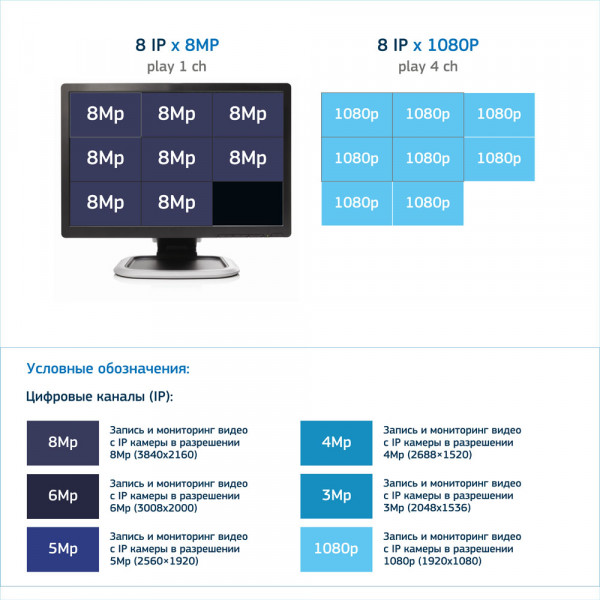 8 IP x 8MP
play 1 ch
8 IP x 1080P
play 4 ch
8Mp 8Mp 8Mp
8Mp 8Mp 8Mp
8Mp 8Mp
1080p 1080p 1080p
1080p 1080p 1080p
1080p 1080p
Условные обозначения:
Цифровые каналы (IP):
8Mp
Запись и мониторинг видео
с IP камеры в разрешении
8Mp (3840x2160)
6Mp
Запись и мониторинг видео
с IP камеры в разрешении
6Mp (3008x2000)
5Mp
Запись и мониторинг видео
с IP камеры в разрешении
5Mp (2560×1920)
4Mp
Запись и мониторинг видео
с IP камеры в разрешении
4Mp (2688×1520)
3Mp
Запись и мониторинг видео
с IP камеры в разрешении
3Mp (2048x1536)
1080p
Запись и мониторинг видео
с IP камеры в разрешении
1080p (1920x1080)